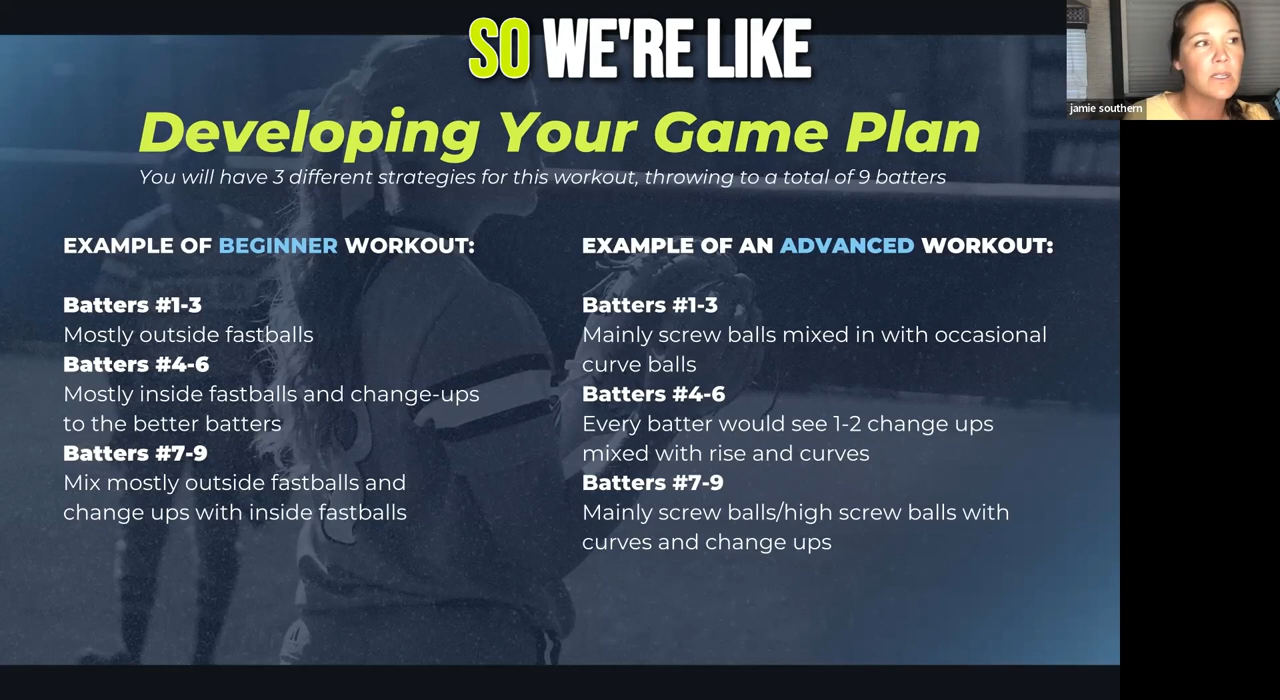 SO WE'RE LIKE
jamie southern
Developing Your Game Plan
You will have 3 different strategies for this workout, throwing to a total of 9 batters
EXAMPLE OF BEGINNER WORKOUT:
Batters #1-3
Mostly outside fastballs
Batters #4-6
Mostly inside fastballs and change-ups
to the better batters
Batters #7-9
Mix mostly outside fastballs and
change ups with inside fastballs
EXAMPLE OF AN ADVANCED WORKOUT:
Batters #1-3
Mainly screw balls mixed in with occasional
curve balls
Batters #4-6
Every batter would see 1-2 change ups
mixed with rise and curves
Batters #7-9
Mainly screw balls/high screw balls with
curves and change ups